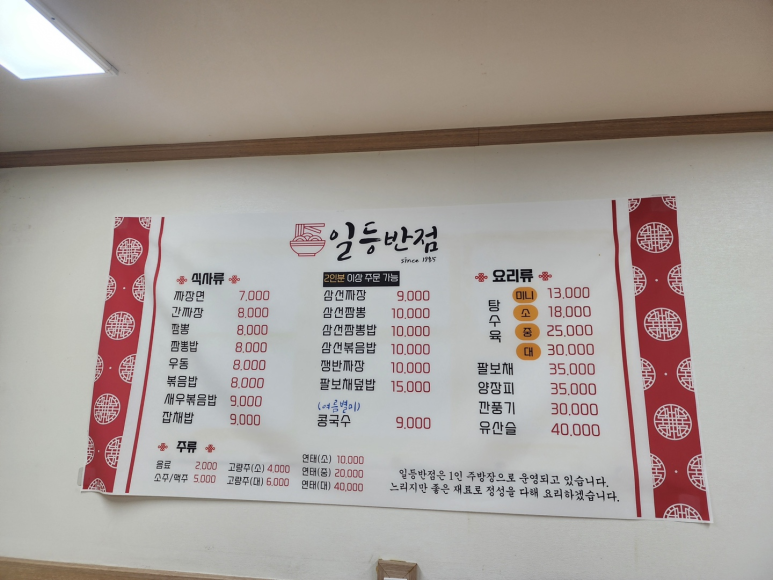 일등반점
since 1985
식사류
짜장면 7,000
간짜장 8,000
짬뽕 8,000
짬뽕밥 8,000
우동 8,000
볶음밥 8,000
새우볶음밥 9,000
잡채밥 9,000
2인분 이상 주문 가능
삼선짜장 9,000
삼선짬뽕 10,000
삼선짬뽕밥 10,000
삼선볶음밥 10,000
쟁반짜장 10,000
팔보채덮밥 15,000
(여름별미)
콩국수 9,000
요리류
탕수육
미니 13,000
소 18,000
중 25,000
대 30,000
팔보채 35,000
양장피 35,000
깐풍기 30,000
유산슬 40,000
주류
음료 2,000 고량주(소) 4,000 연태(소) 10,000
소주/맥주 5,000 고량주(대) 6,000 연태(중) 20,000
연태(대) 40,000
일등반점은 1인 주방장으로 운영되고 있습니다.
느리지만 좋은 재료로 정성을 다해 요리하겠습니다.